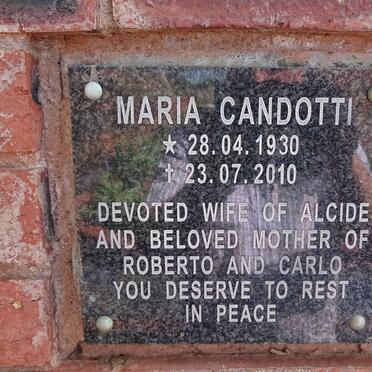 MARIA CANDOTTI
★ 28.04.1930
✝ 23.07.2010
DEVOTED WIFE OF ALCIDE
AND BELOVED MOTHER OF
ROBERTO AND CARLO
YOU DESERVE TO REST
IN PEACE